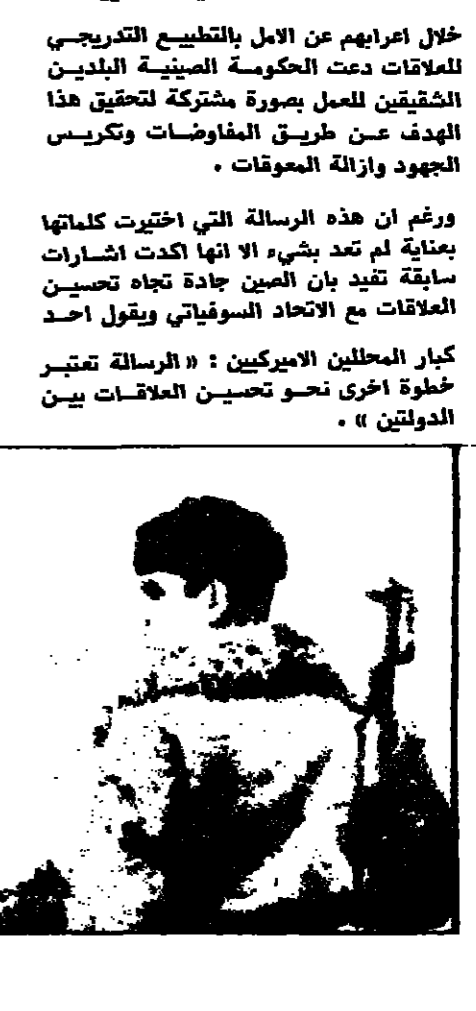 خلال اعرابهم عن الامل بالتطبيع التدريجي
للعلاقات دعت الحكومة الصينية البلدين
الشقيقين للعمل بصورة مشتركة لتحقيق هذا
الهدف عن طريق المفاوضات وتكريس
الجهود وازالة المعوقات .
ورغم ان هذه الرسالة التي اختيرت كلماتها
بعناية لم تعد بشيء الا انها اكدت اشارات
سابقة تفيد بان الصين جادة تجاه تحسين
العلاقات مع الاتحاد السوفياتي ويقول احد
كبار المحللين الاميركيين : « الرسالة تعتبر
خطوة اخرى نحو تحسين العلاقات بين
الدولتين » .